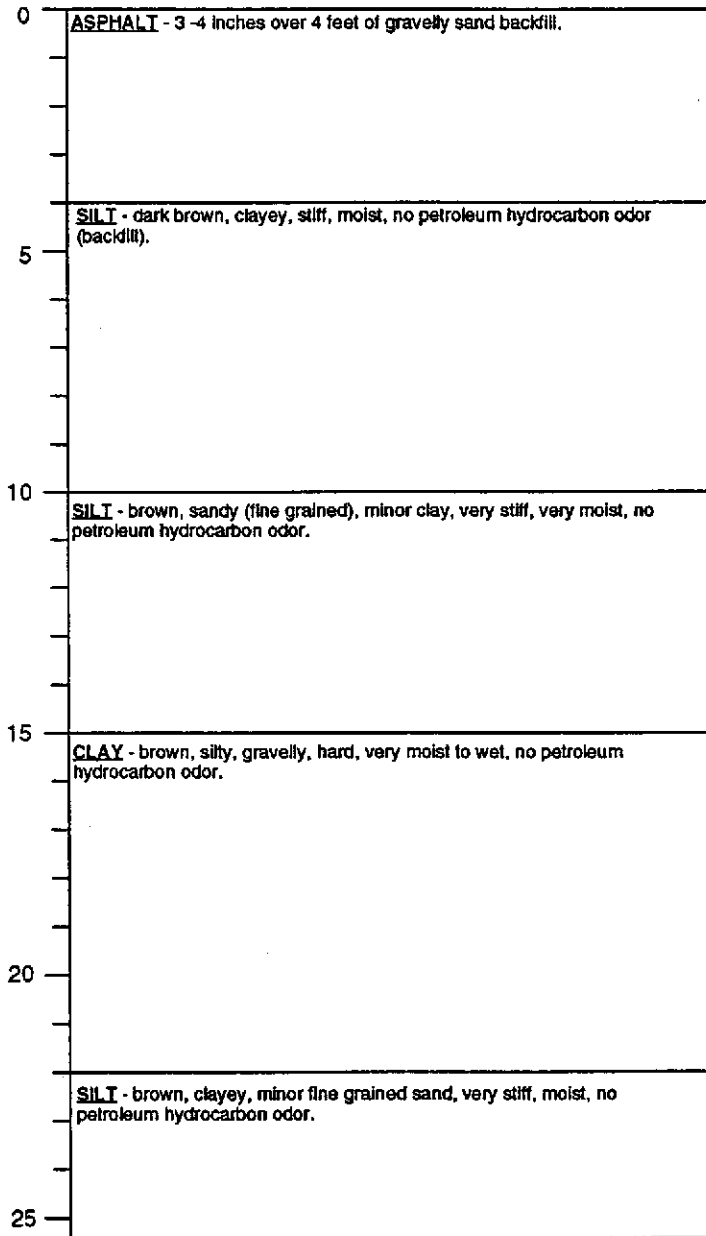 0
ASPHALT - 3 -4 inches over 4 feet of gravelly sand backfill.
SILT - dark brown, clayey, stiff, moist, no petroleum hydrocarbon odor
(backfill).
5
10
SILT - brown, sandy (fine grained), minor clay, very stiff, very moist, no
petroleum hydrocarbon odor.
15
CLAY - brown, silty, gravelly, hard, very moist to wet, no petroleum
hydrocarbon odor.
20
SILT - brown, clayey, minor fine grained sand, very stiff, moist, no
petroleum hydrocarbon odor.
25